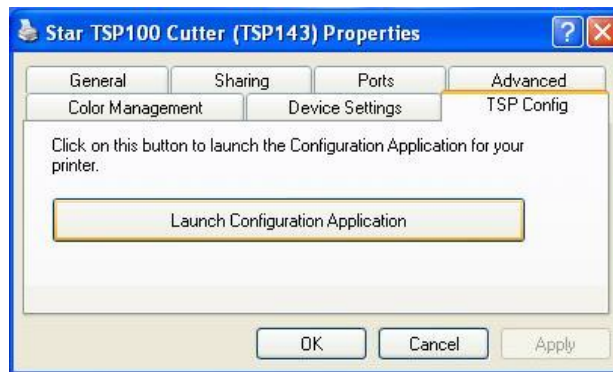 Star TSP100 Cutter (TSP143) Properties
General Sharing Ports Advanced
Color Management Device Settings TSP Config
Click on this button to launch the Configuration Application for your
printer.
Launch Configuration Application
OK Cancel Apply